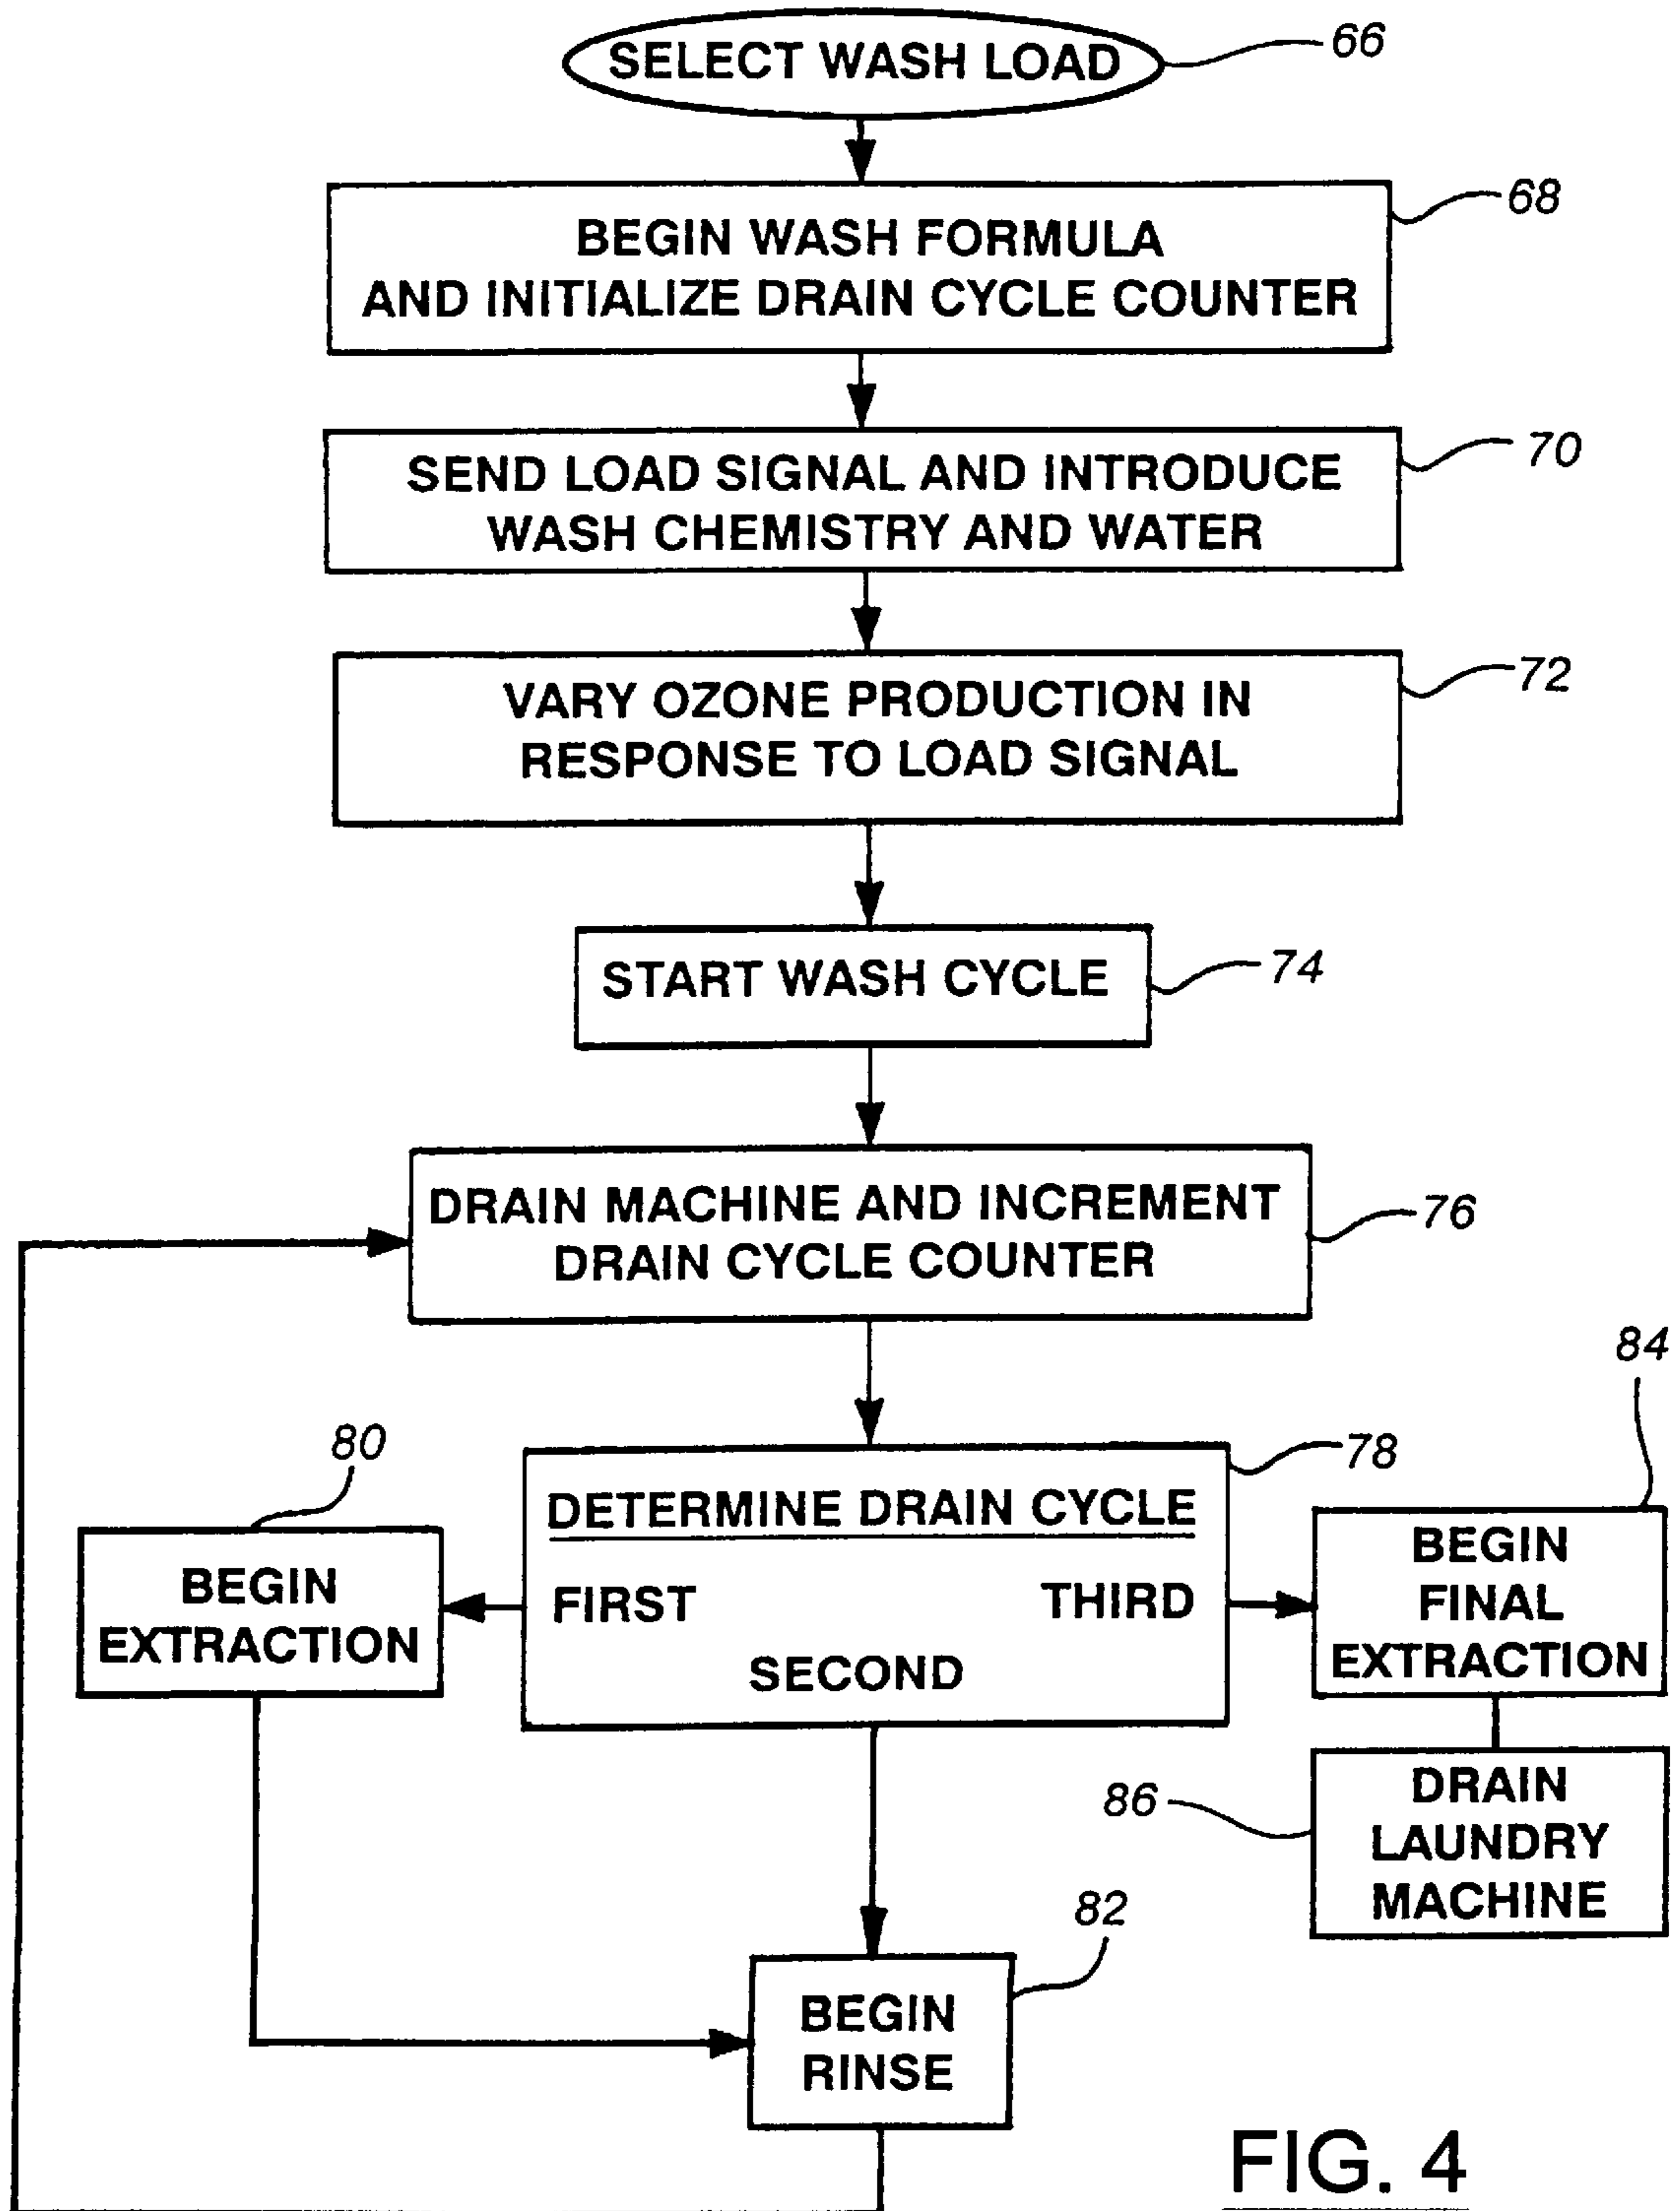 SELECT WASH LOAD
66
BEGIN WASH FORMULA
AND INITIALIZE DRAIN CYCLE COUNTER
68
SEND LOAD SIGNAL AND INTRODUCE
WASH CHEMISTRY AND WATER
70
VARY OZONE PRODUCTION IN
RESPONSE TO LOAD SIGNAL
72
START WASH CYCLE
74
DRAIN MACHINE AND INCREMENT
DRAIN CYCLE COUNTER
76
DETERMINE DRAIN CYCLE
FIRST
SECOND
THIRD
78
80
BEGIN
EXTRACTION
84
BEGIN
FINAL
EXTRACTION
86
DRAIN
LAUNDRY
MACHINE
82
BEGIN
RINSE
FIG. 4